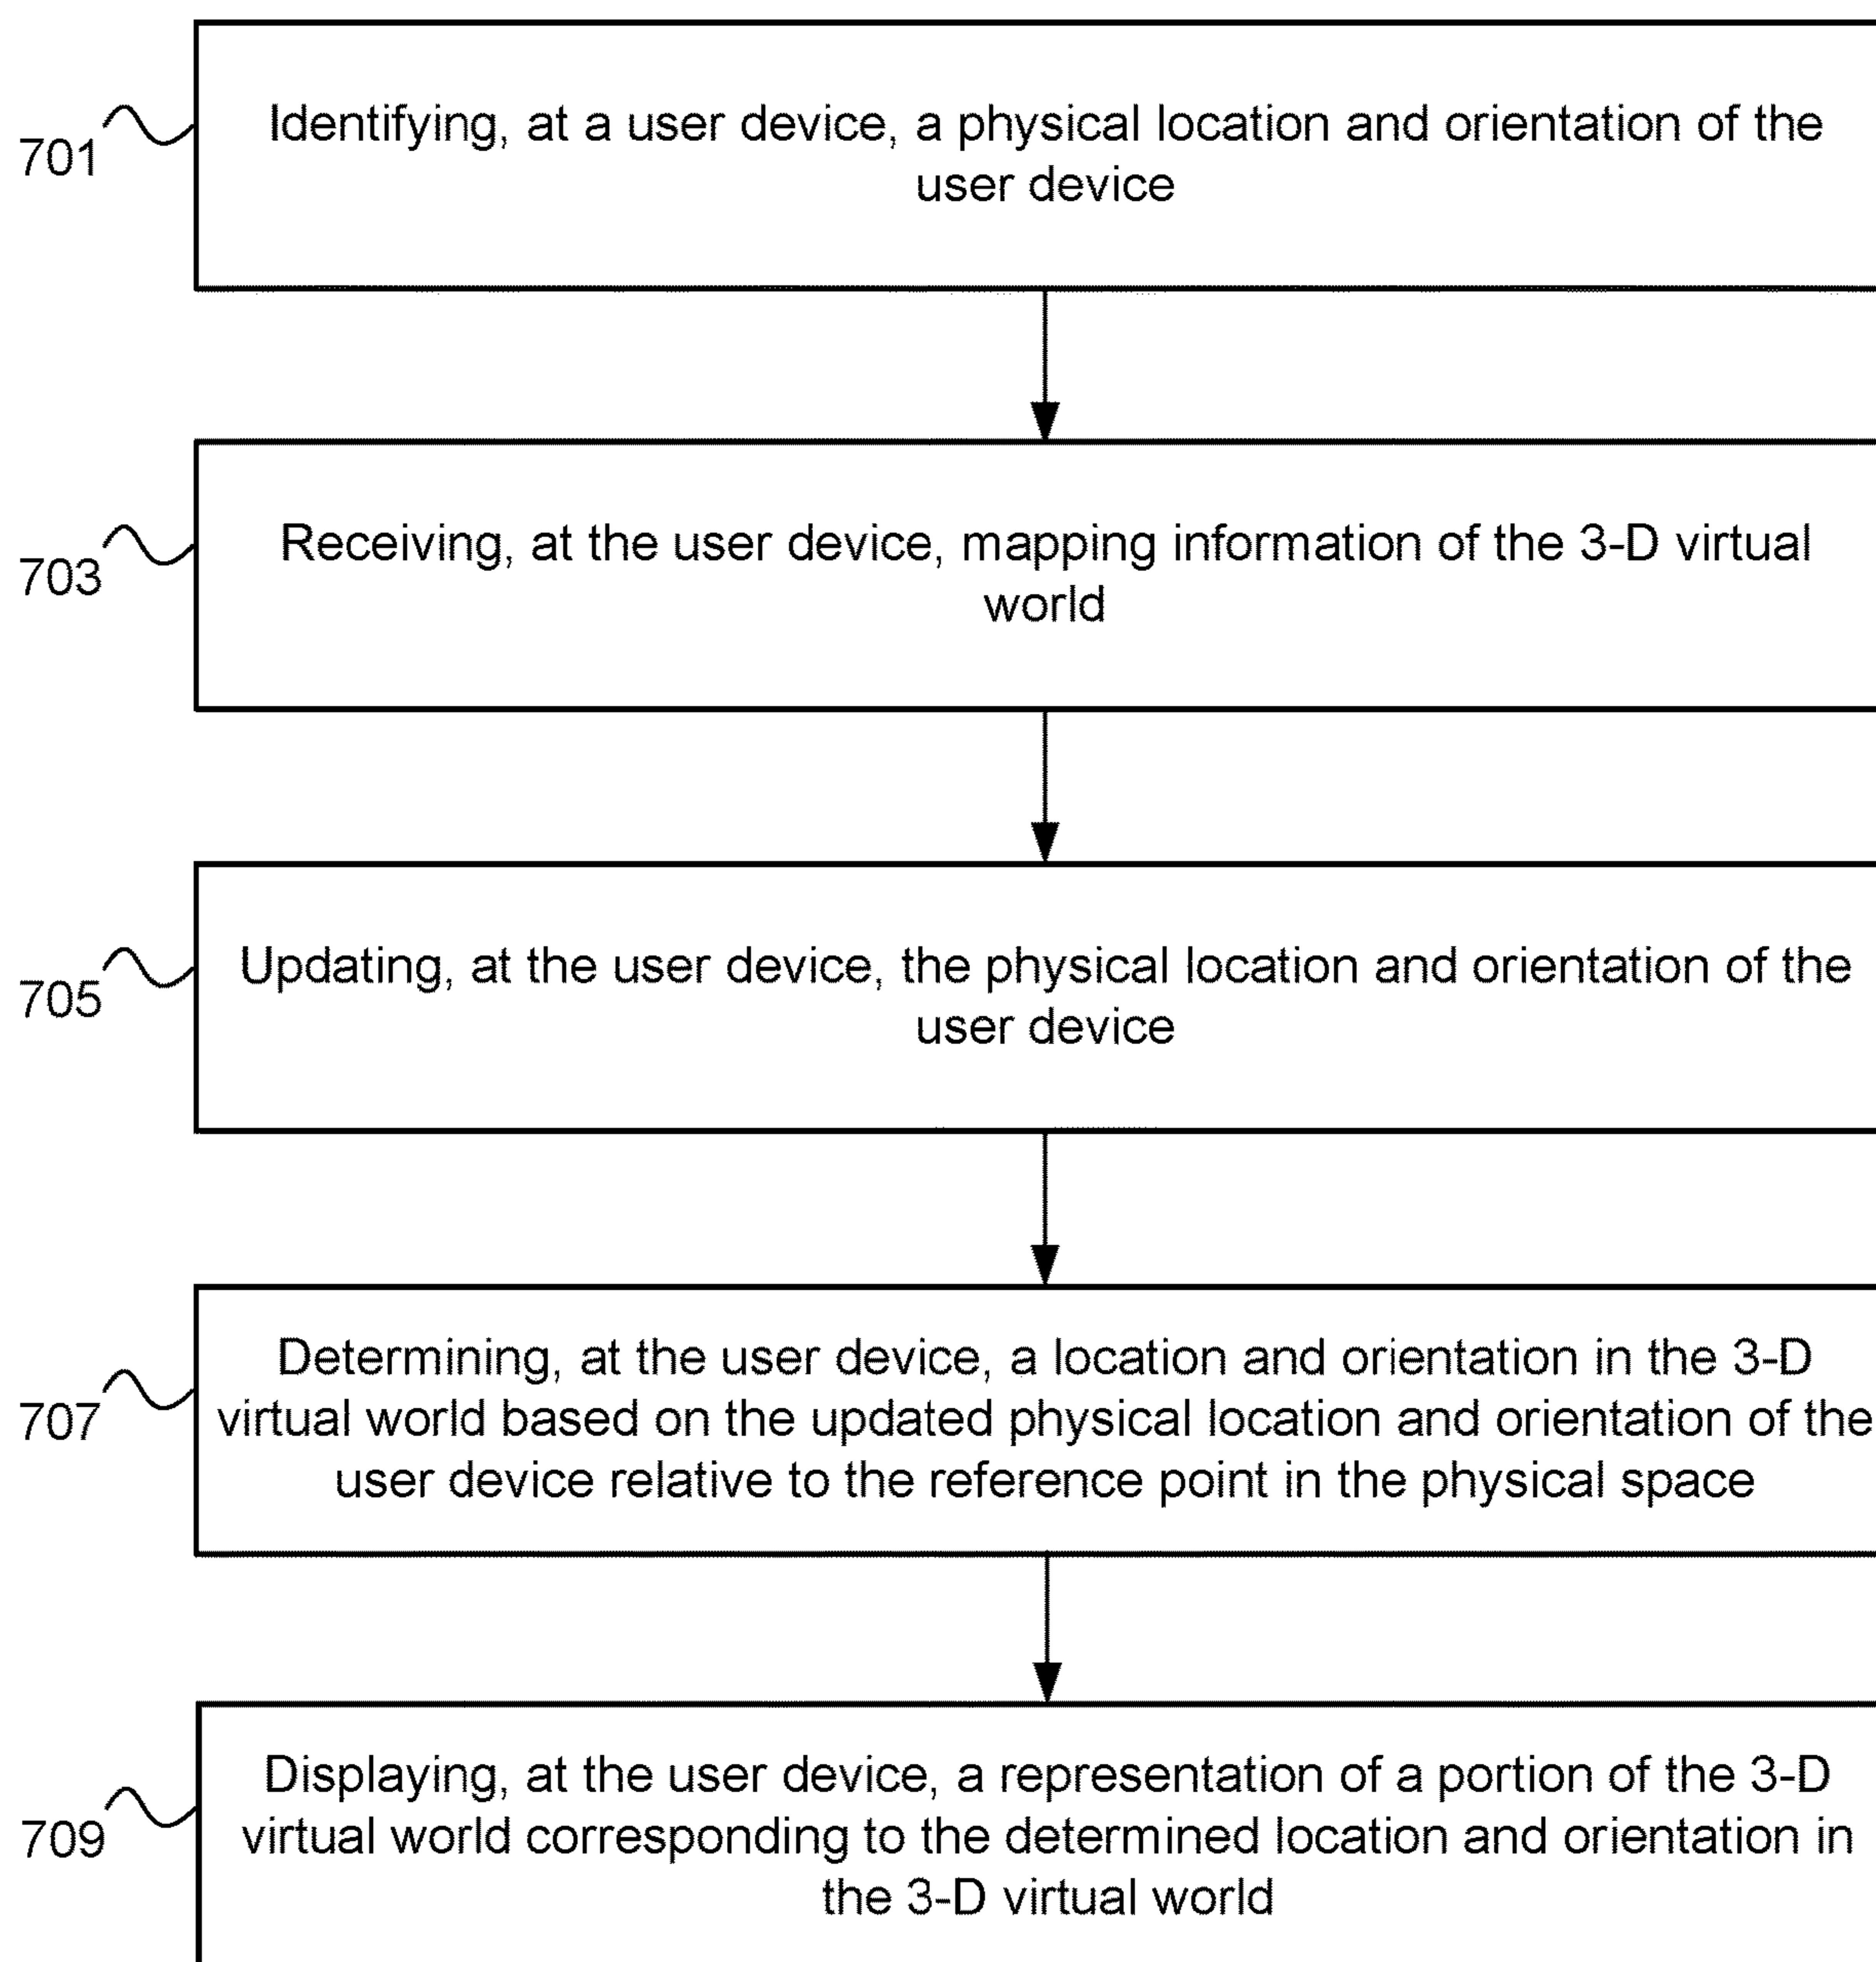 701
Identifying, at a user device, a physical location and orientation of the
user device
703
Receiving, at the user device, mapping information of the 3-D virtual
world
705
Updating, at the user device, the physical location and orientation of the
user device
707
Determining, at the user device, a location and orientation in the 3-D
virtual world based on the updated physical location and orientation of the
user device relative to the reference point in the physical space
709
Displaying, at the user device, a representation of a portion of the 3-D
virtual world corresponding to the determined location and orientation in
the 3-D virtual world